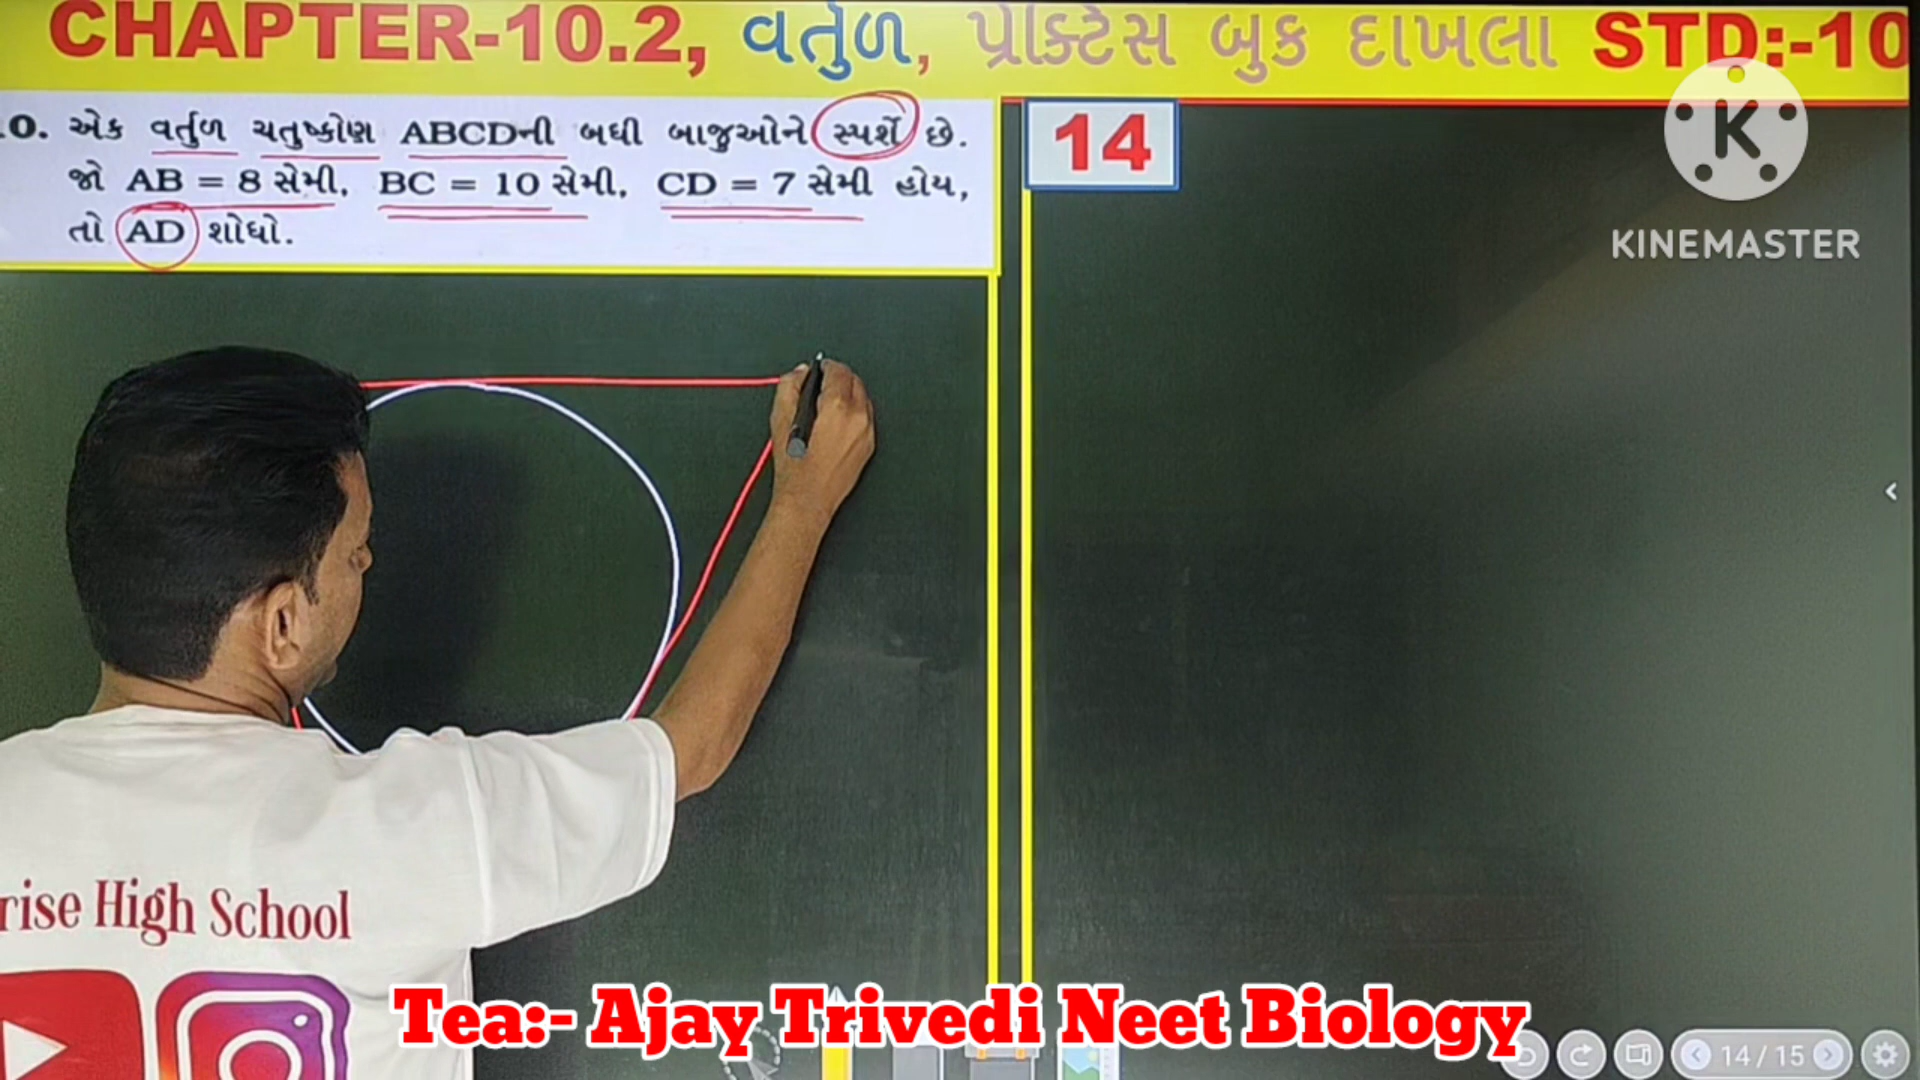 CHAPTER-10.2, વર્તુળ, પ્રેક્ટિસ બુક દાખલા STD:-10
0. એક વર્તુળ ચતુષ્કોણ ABCDની બધી બાજુઓને સ્પર્શે છે.
જો AB = 8 સેમી, BC = 10 સેમી, CD = 7 સેમી હોય,
તો AD શોધો.
14
K
KINEMASTER
rise High School
Tea:- Ajay Trivedi Neet Biology
14/15